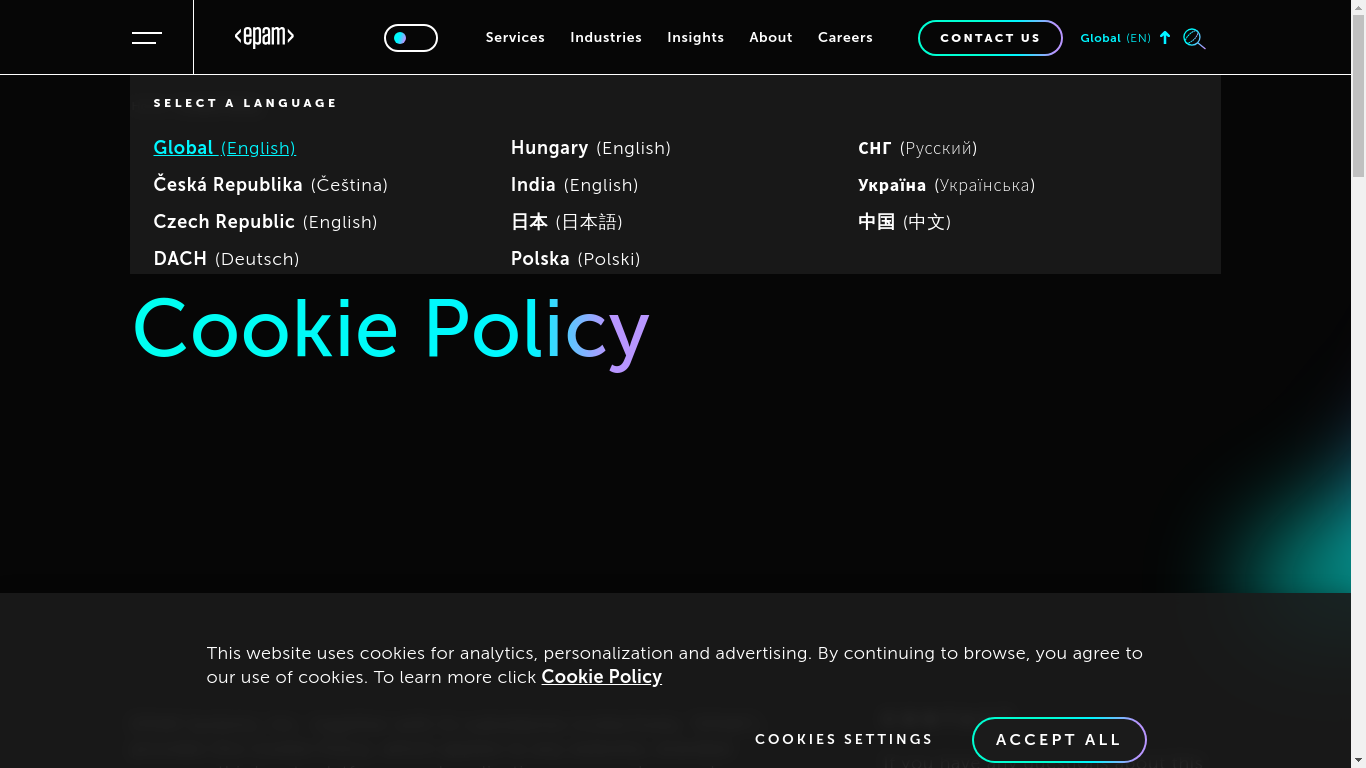 <epam>
Services Industries Insights About Careers CONTACT US Global (EN)
SELECT A LANGUAGE
Global (English) Hungary (English) СНГ (Русский)
Česká Republika (Čeština) India (English) Україна (Українська)
Czech Republic (English) 日本 (日本語) 中国 (中文)
DACH (Deutsch) Polska (Polski)
Cookie Policy
This website uses cookies for analytics, personalization and advertising. By continuing to browse, you agree to
our use of cookies. To learn more click Cookie Policy
COOKIES SETTINGS ACCEPT ALL